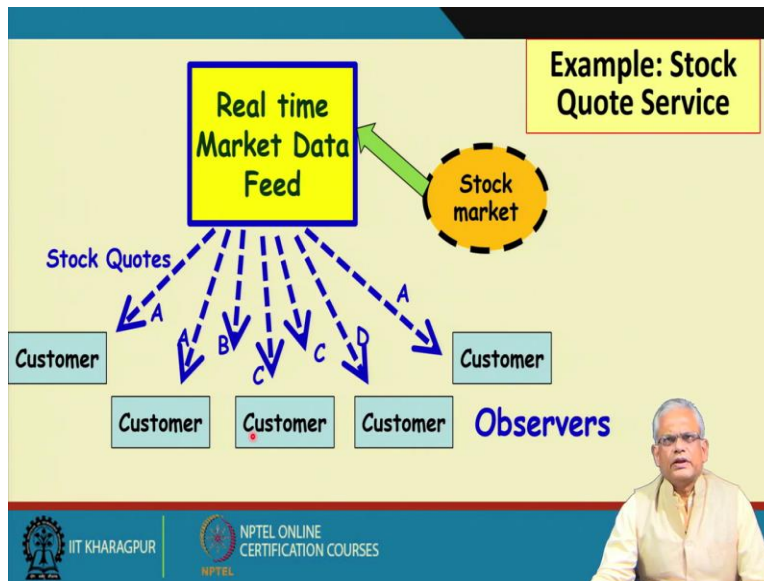 Example: Stock
Quote Service
Real time
Market Data
Feed
Stock
market
Stock Quotes
A
A
B
C
C
D
A
Customer
Customer
Customer
Customer
Customer
Observers
IIT KHARAGPUR
NPTEL
NPTEL ONLINE
CERTIFICATION COURSES